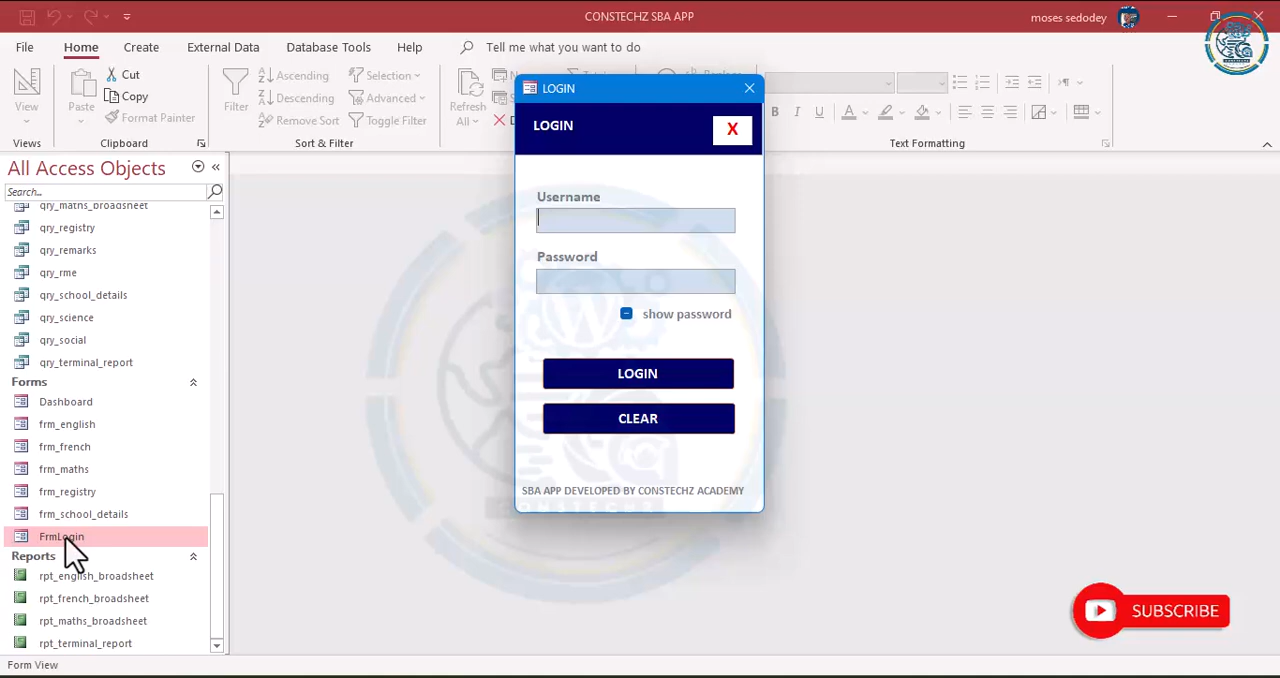 CONSTECHZ SBA APP
moses sedodey
File
Home
Create
External Data
Database Tools
Help
Tell me what you want to do
View
Paste
Cut
Copy
Format Painter
Filter
Ascending
Descending
Remove Sort
Selection
Advanced
Toggle Filter
Refresh
All
Views
Clipboard
Sort & Filter
Text Formatting
B I U
All Access Objects
Search...
qry_maths_broadsheet
qry_registry
qry_remarks
qry_rme
qry_school_details
qry_science
qry_social
qry_terminal_report
Forms
Dashboard
frm_english
frm_french
frm_maths
frm_registry
frm_school_details
FrmLogin
Reports
rpt_english_broadsheet
rpt_french_broadsheet
rpt_maths_broadsheet
rpt_terminal_report
Form View
LOGIN
LOGIN
X
Username
Password
show password
LOGIN
CLEAR
SBA APP DEVELOPED BY CONSTECHZ ACADEMY
CONSTECHZ
SUBSCRIBE